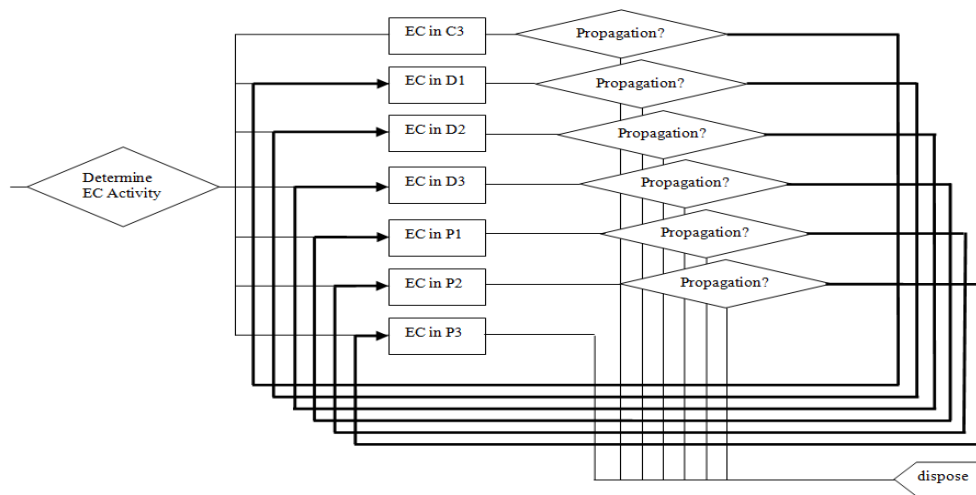 EC in C3
Propagation?
EC in D1
Propagation?
EC in D2
Propagation?
Determine
EC Activity
EC in D3
Propagation?
EC in P1
Propagation?
EC in P2
Propagation?
EC in P3
dispose